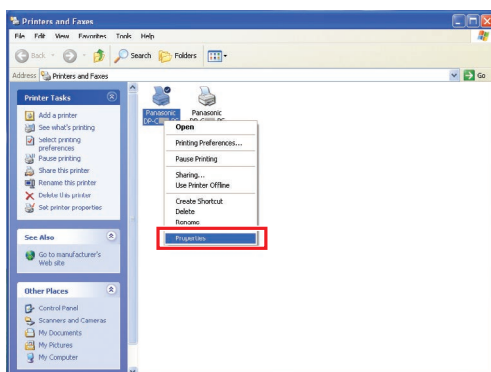 Printers and Faxes
File Edit View Favorites Tools Help
Back Search Folders
Address Printers and Faxes Go
Printer Tasks
Add a printer
See what's printing
Select printing
preferences
Pause printing
Share this printer
Rename this printer
Delete this printer
Set printer properties
See Also
Go to manufacturer's
Web site
Other Places
Control Panel
Scanners and Cameras
My Documents
My Pictures
My Computer
Panasonic
Panasonic
Open
Printing Preferences...
Pause Printing
Sharing...
Use Printer Offline
Create Shortcut
Delete
Rename
Properties